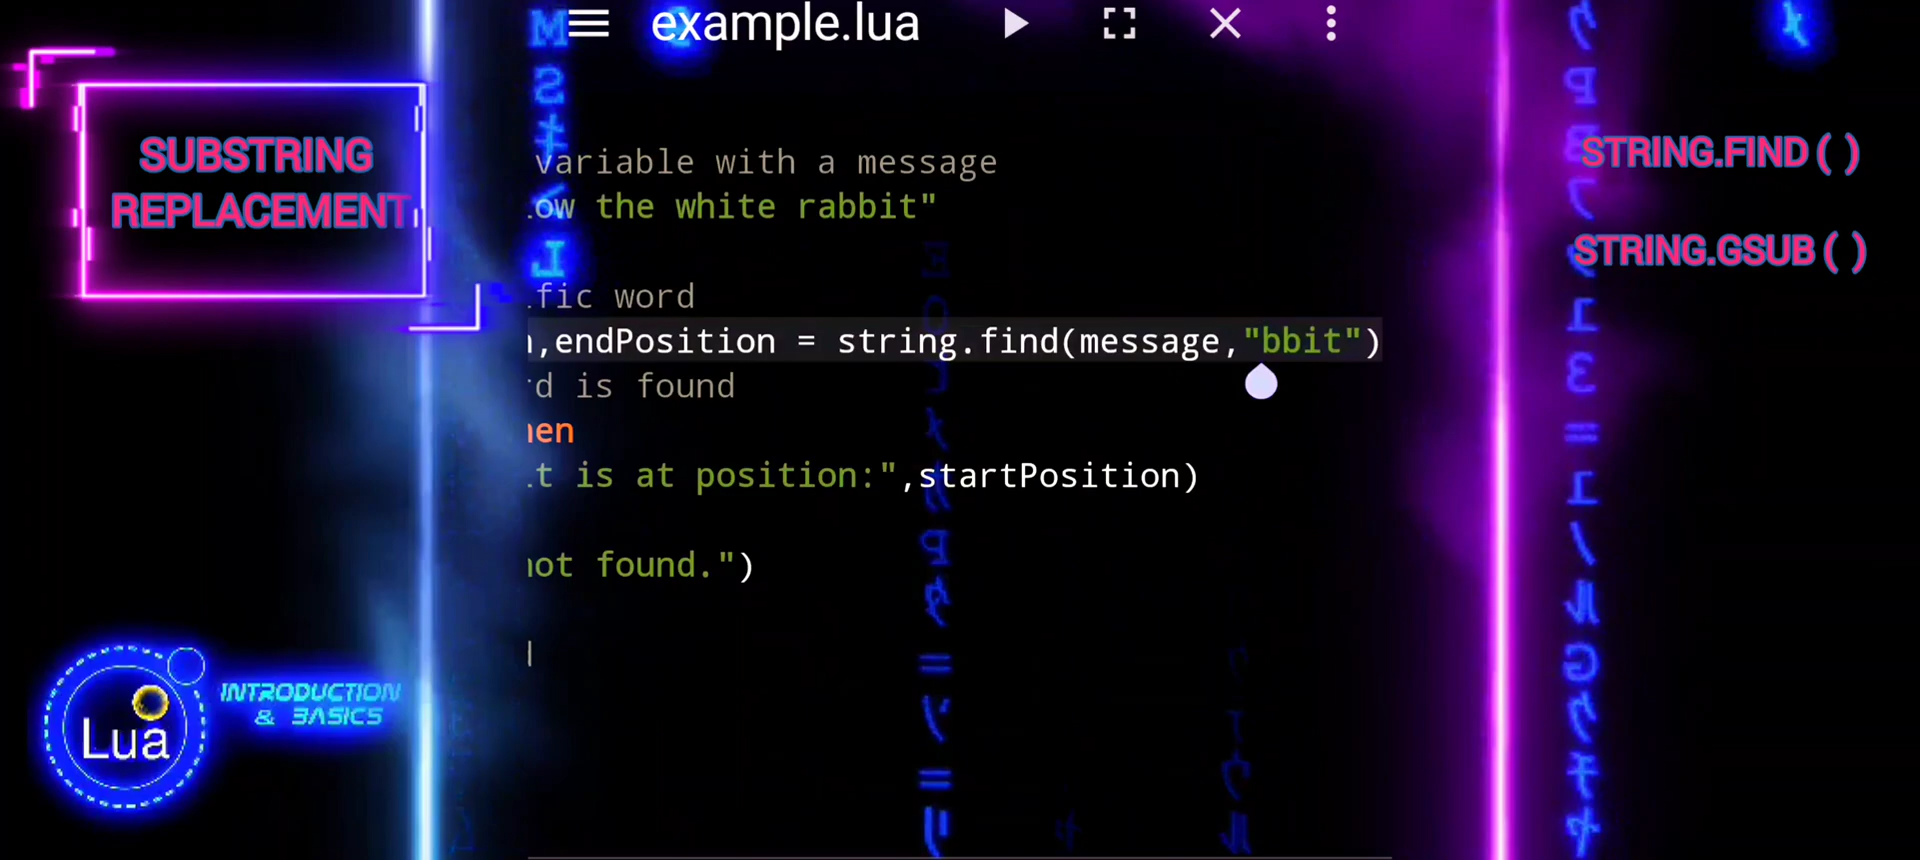 example.lua
SUBSTRING
REPLACEMENT
variable with a message
ow the white rabbit"
fic word
,endPosition = string.find(message,"bbit")
d is found
en
t is at position:",startPosition)
not found.")
STRING.FIND ( )
STRING.GSUB ( )
Lua
INTRODUCTION
& BASICS